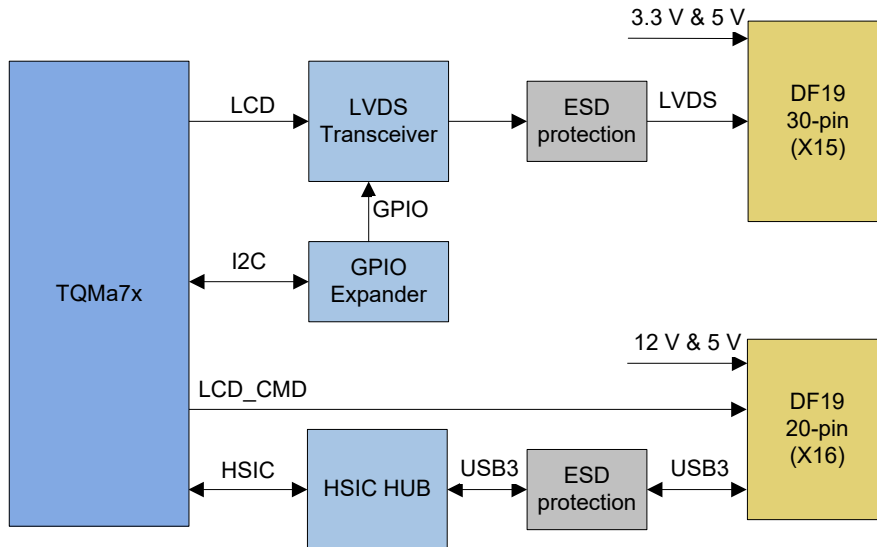 3.3 V & 5 V
LCD
LVDS
Transceiver
ESD
protection
LVDS
DF19
30-pin
(X15)
GPIO
TQMa7x
I2C
GPIO
Expander
12 V & 5 V
LCD_CMD
DF19
20-pin
(X16)
HSIC
HSIC HUB
USB3
ESD
protection
USB3